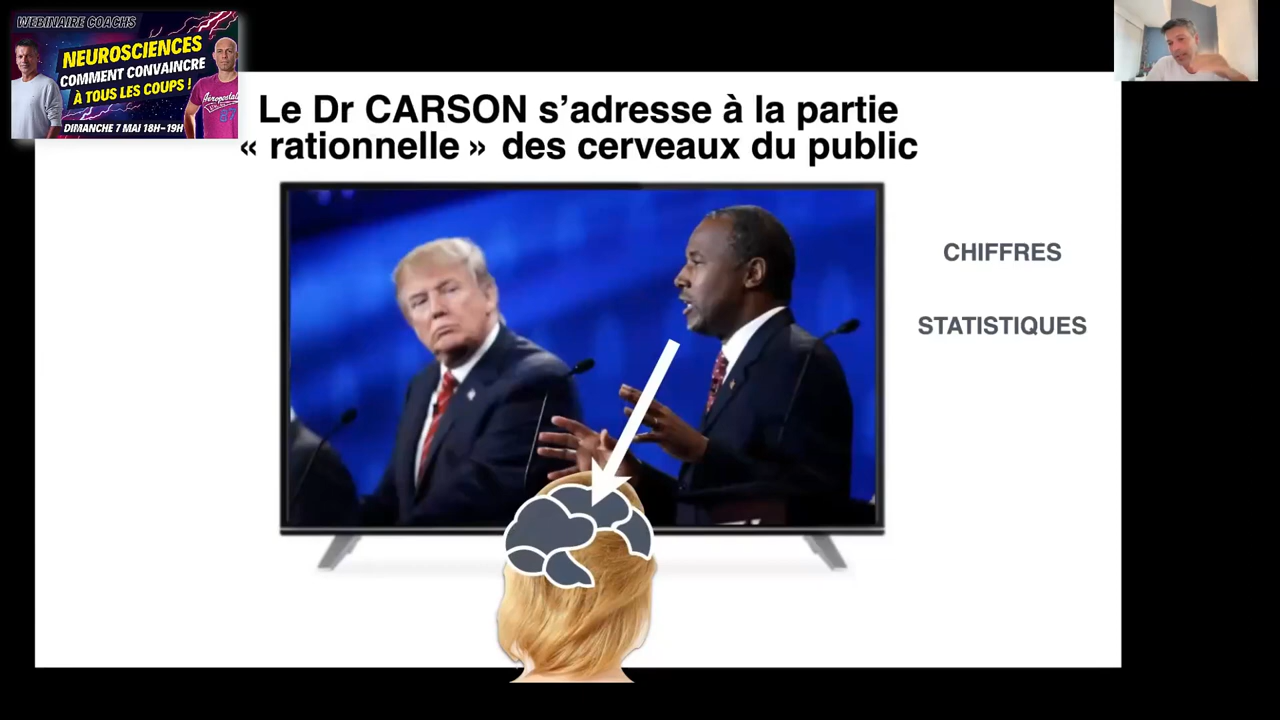 WEBINAIRE COACHS
NEUROSCIENCES
COMMENT CONVAINCRE
À TOUS LES COUPS !
DIMANCHE 7 MAI 18H-19H
Le Dr CARSON s’adresse à la partie
« rationnelle » des cerveaux du public
CHIFFRES
STATISTIQUES